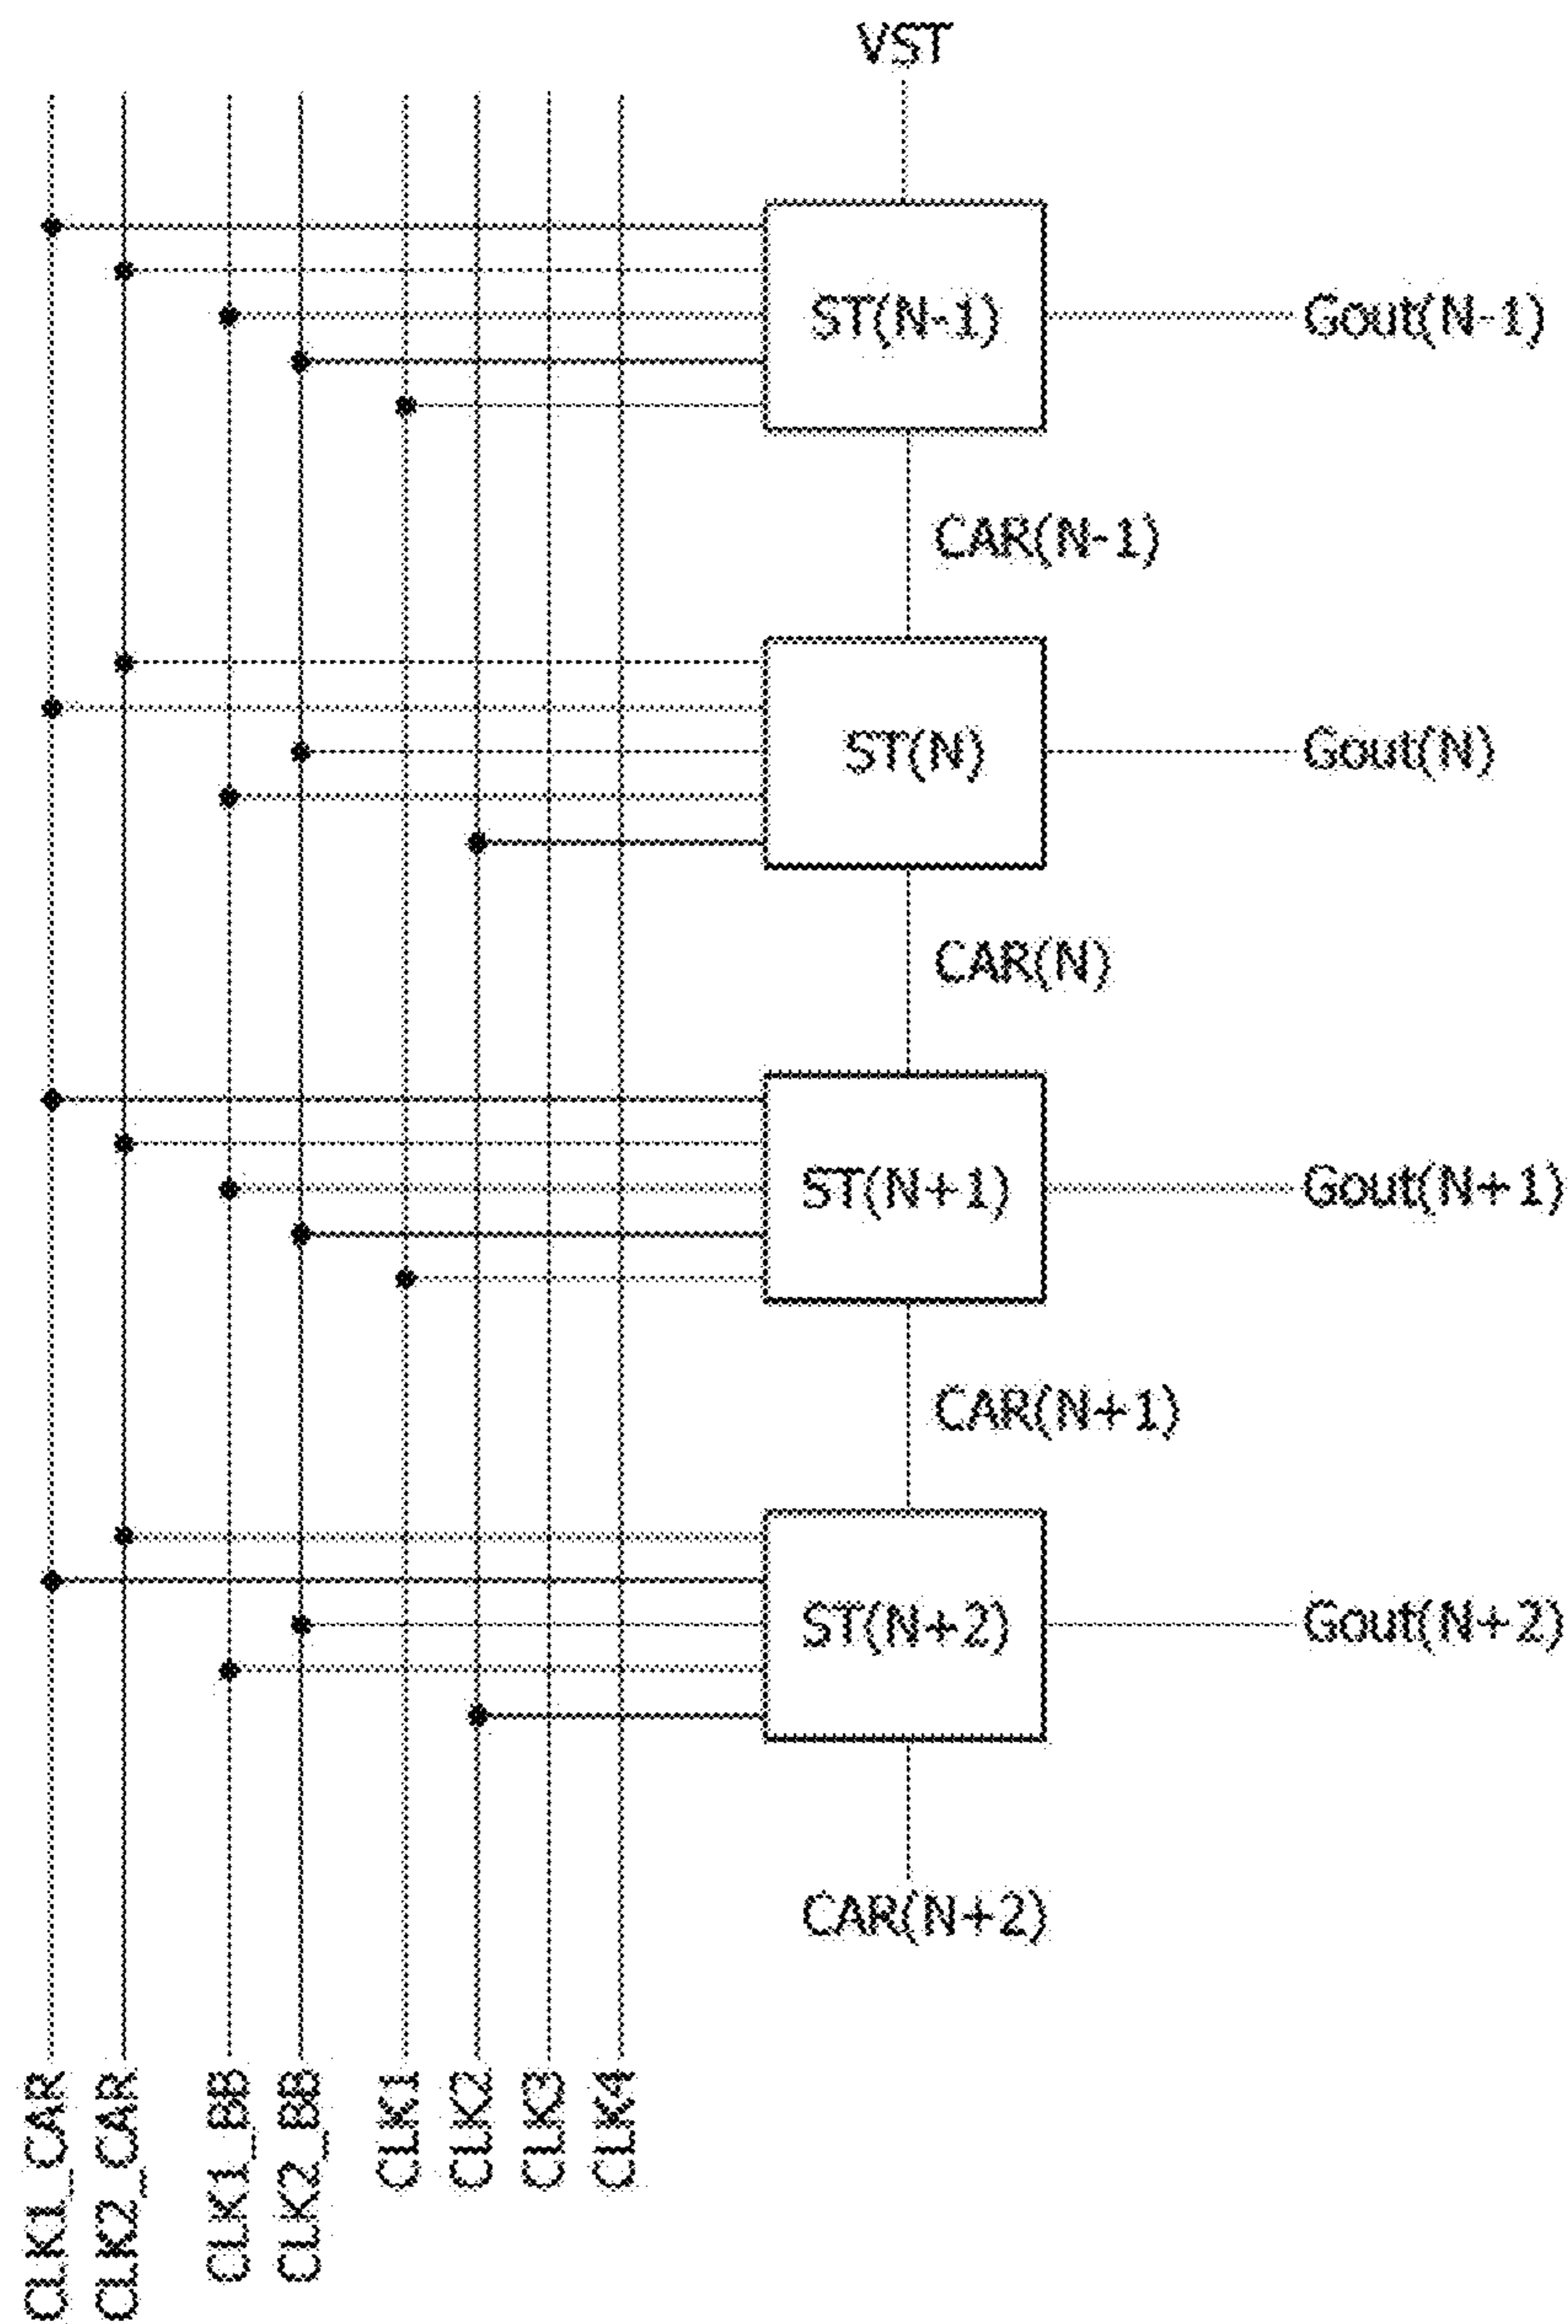 VST
ST(N-1)
Gout(N-1)
CAR(N-1)
ST(N)
Gout(N)
CAR(N)
ST(N+1)
Gout(N+1)
CAR(N+1)
ST(N+2)
Gout(N+2)
CAR(N+2)
CLK1_CAR
CLK2_CAR
CLK1_BB
CLK2_BB
CLK1
CLK2
CLK3
CLK4